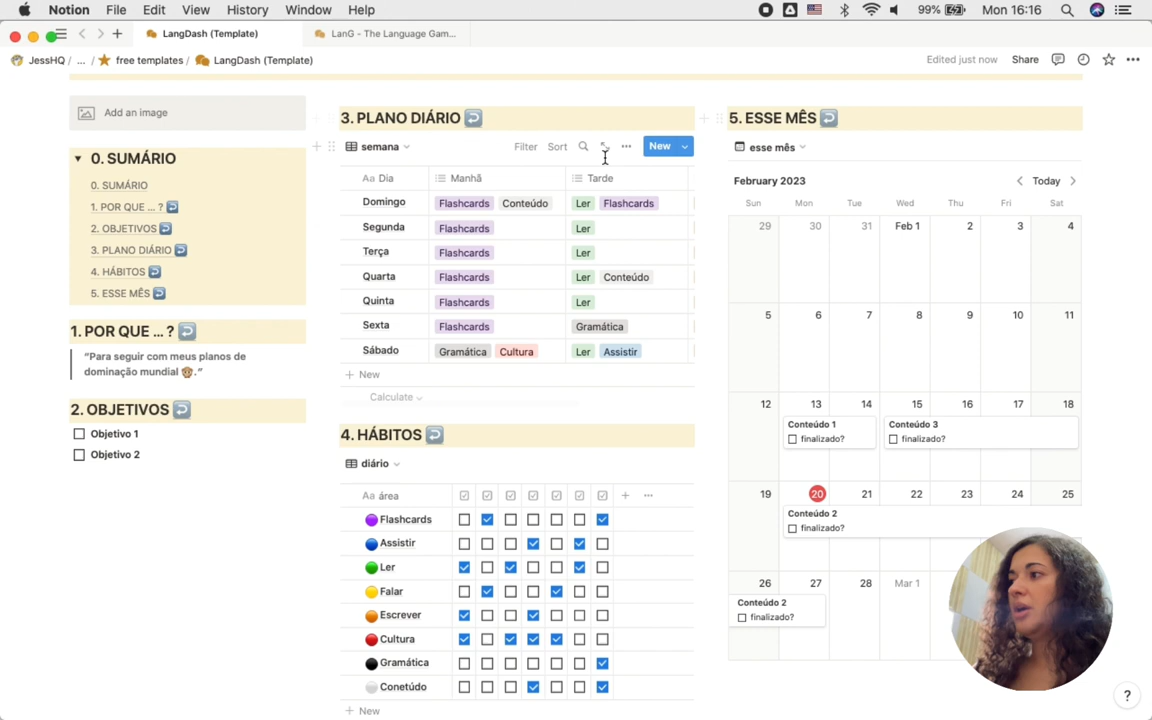 Notion File Edit View History Window Help 99% Mon 16:16
LangDash (Template) LanG - The Language Gam...
JessHQ / ... / free templates / LangDash (Template) Edited just now Share
Add an image
0. SUMÁRIO
0. SUMÁRIO
1. POR QUE ... ?
2. OBJETIVOS
3. PLANO DIÁRIO
4. HÁBITOS
5. ESSE MÊS
1. POR QUE ... ?
“Para seguir com meus planos de
dominação mundial .”
2. OBJETIVOS
Objetivo 1
Objetivo 2
3. PLANO DIÁRIO
semana Filter Sort New
Aa Dia Manhã Tarde
Domingo Flashcards Conteúdo Ler Flashcards
Segunda Flashcards Ler
Terça Flashcards Ler
Quarta Flashcards Ler Conteúdo
Quinta Flashcards Ler
Sexta Flashcards Gramática
Sábado Gramática Cultura Ler Assistir
+ New
Calculate
4. HÁBITOS
diário
Aa área
Flashcards
Assistir
Ler
Falar
Escrever
Cultura
Gramática
Conetúdo
+ New
5. ESSE MÊS
esse mês
February 2023 Today
Sun Mon Tue Wed Thu Fri Sat
29 30 31 Feb 1 2 3 4
5 6 7 8 9 10 11
12 13 14 15 16 17 18
Conteúdo 1 Conteúdo 3
finalizado? finalizado?
19 20 21 22 23 24 25
Conteúdo 2
finalizado?
26 27 28 Mar 1
Conteúdo 2
finalizado?
?